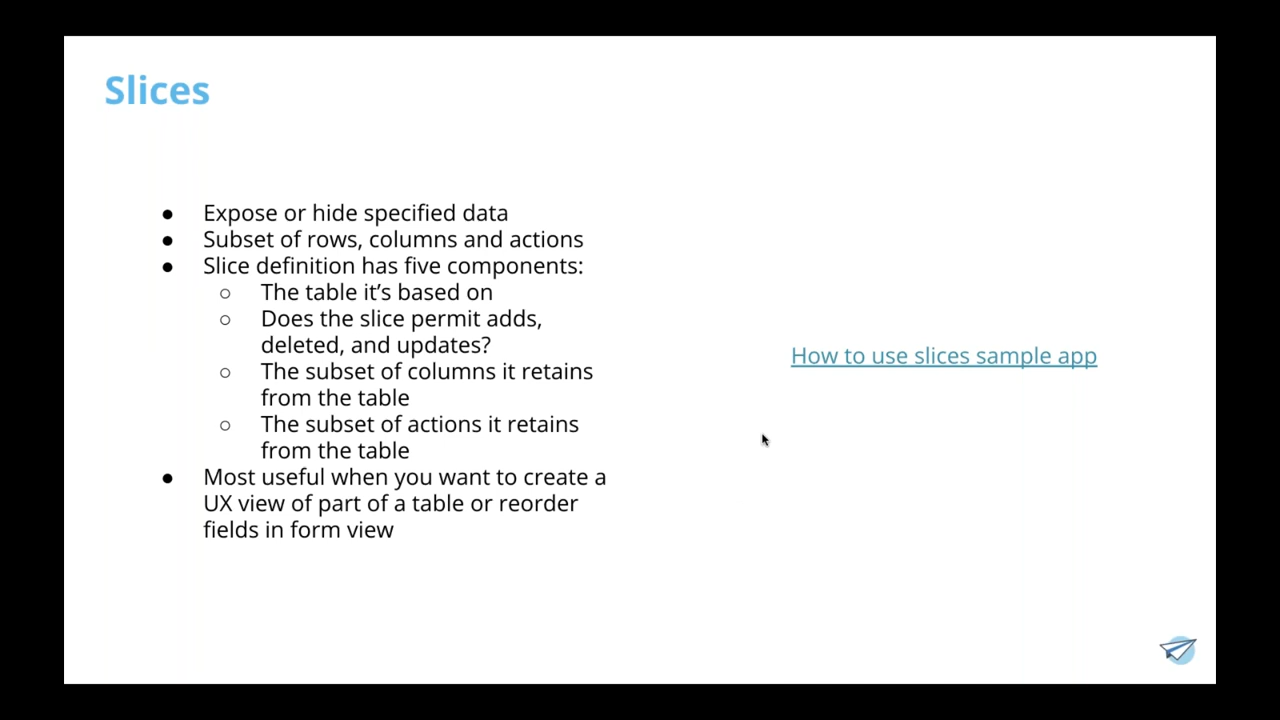 Slices
● Expose or hide specified data
● Subset of rows, columns and actions
● Slice definition has five components:
○ The table it’s based on
○ Does the slice permit adds,
deleted, and updates?
○ The subset of columns it retains
from the table
○ The subset of actions it retains
from the table
● Most useful when you want to create a
UX view of part of a table or reorder
fields in form view
How to use slices sample app